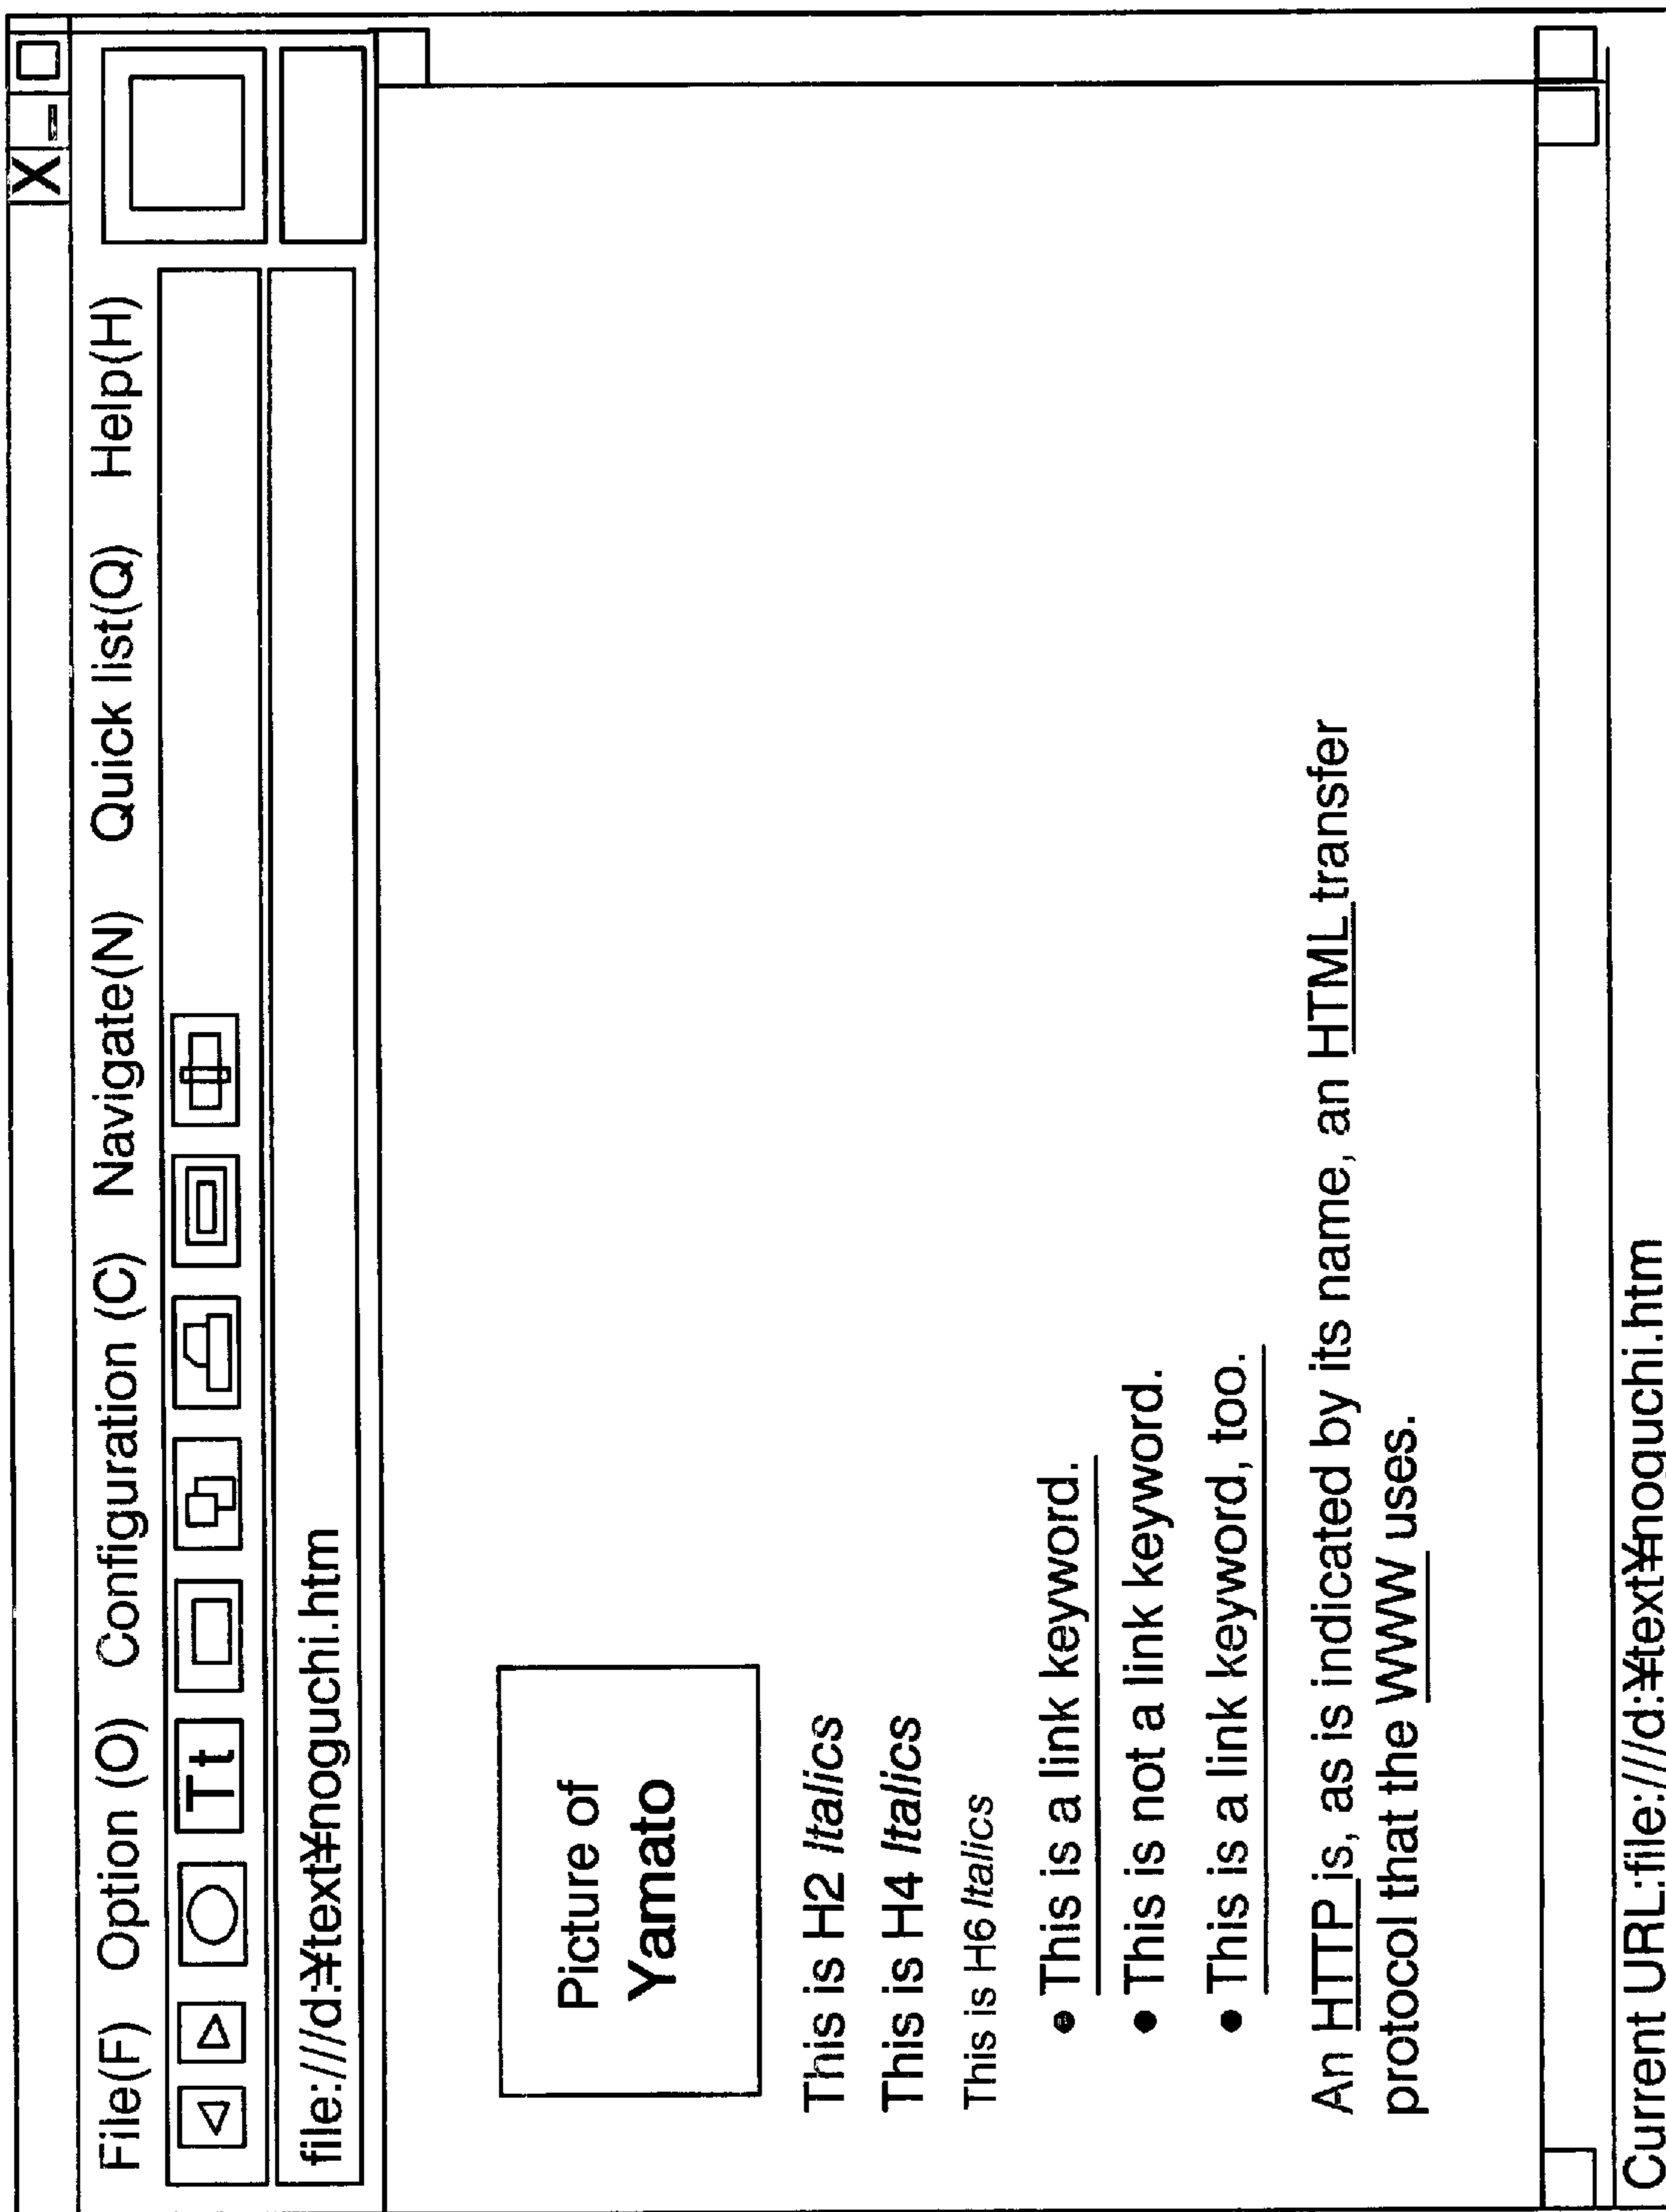 X _
File(F) Option (O) Configuration (C) Navigate(N) Quick list(Q) Help(H)
Tt
file:///d:¥text¥noguchi.htm
Picture of
Yamato
This is H2 Italics
This is H4 Italics
This is H6 Italics
• This is a link keyword.
• This is not a link keyword.
• This is a link keyword, too.
An HTTP is, as is indicated by its name, an HTML transfer
protocol that the WWW uses.
Current URL:file:///d:¥text¥noguchi.htm